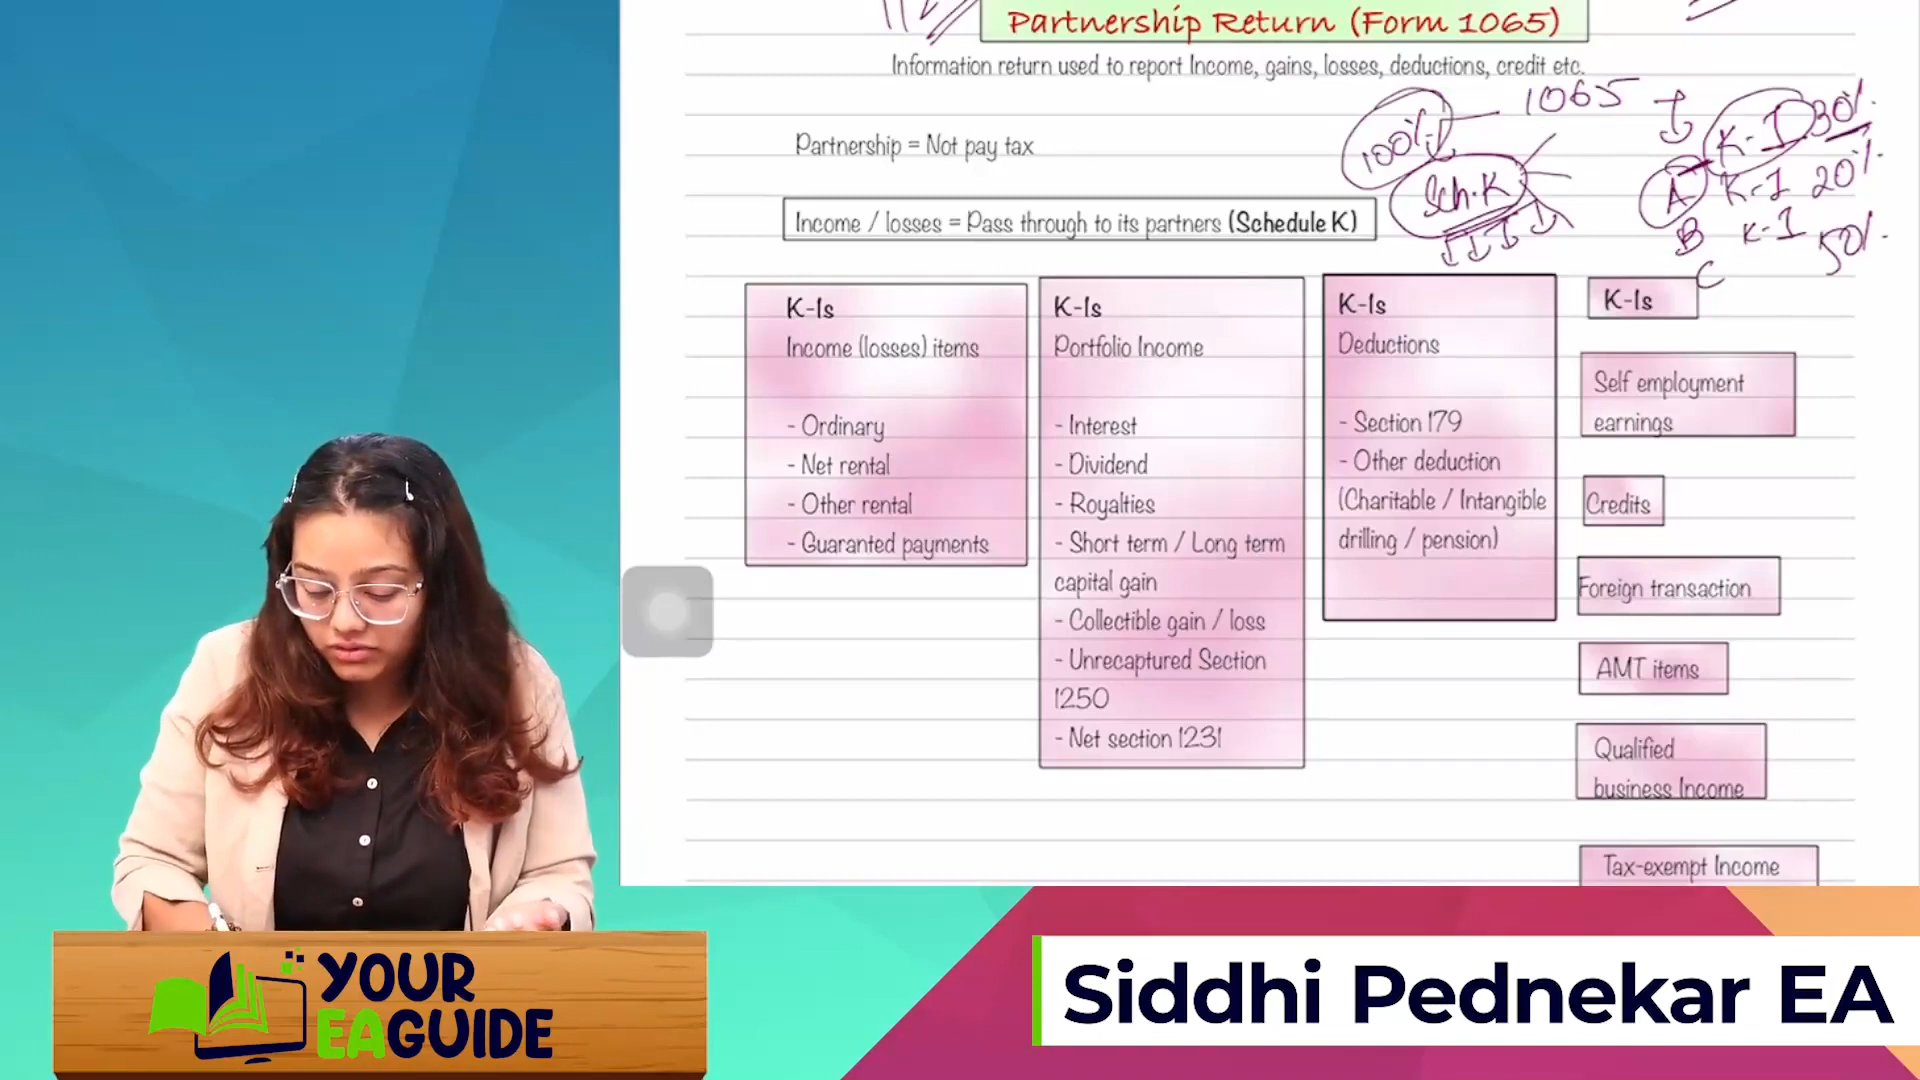 Partnership Return (Form 1065)
Information return used to report Income, gains, losses, deductions, credit etc.
Partnership = Not pay tax
Income / losses = Pass through to its partners (Schedule K)
100%
1065
Sch.K
K-1 30%
A K-1 20%
B K-1 50%
C
K-1s
Income (losses) items
- Ordinary
- Net rental
- Other rental
- Guaranted payments
K-1s
Portfolio Income
- Interest
- Dividend
- Royalties
- Short term / Long term
capital gain
- Collectible gain / loss
- Unrecaptured Section
1250
- Net section 1231
K-1s
Deductions
- Section 179
- Other deduction
(Charitable / Intangible
drilling / pension)
K-1s
Self employment
earnings
Credits
Foreign transaction
AMT items
Qualified
business Income
Tax-exempt Income
YOUR
EAGUIDE
Siddhi Pednekar EA